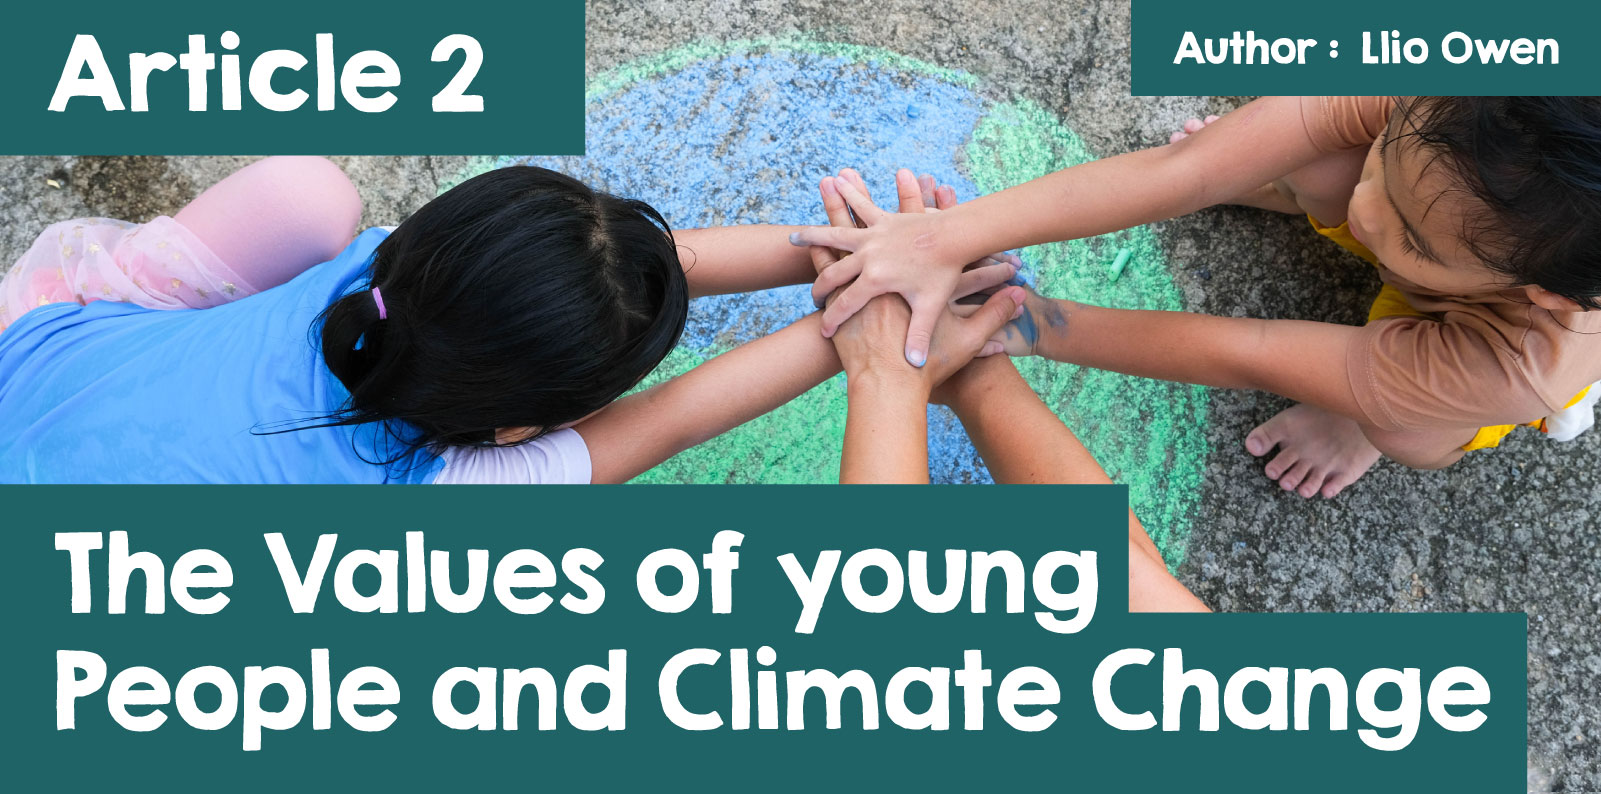 Article 2
Author : Llio Owen
The Values of young
People and Climate Change